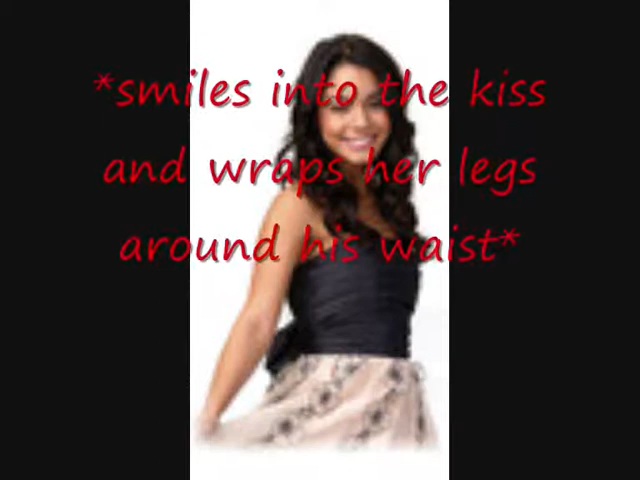 *smiles into the kiss
and wraps her legs
around his waist*